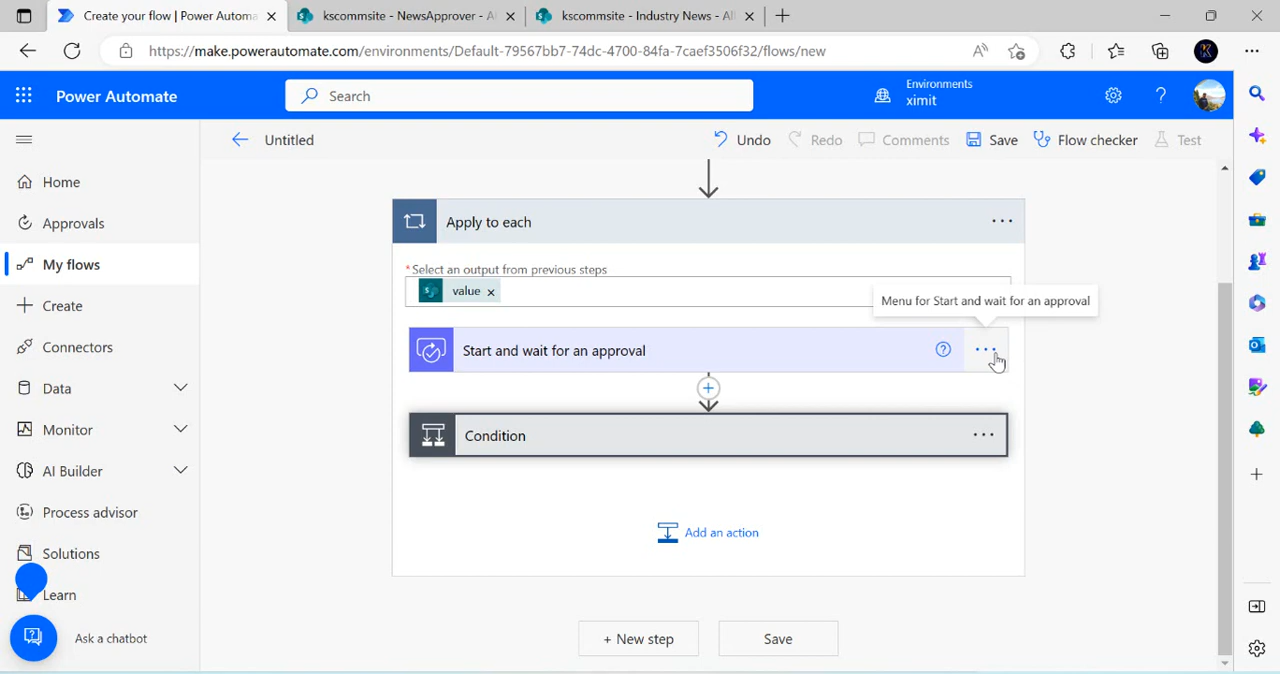 Create your flow | Power Automa
kscommsite - NewsApprover - Al
kscommsite - Industry News - All
https://make.powerautomate.com/environments/Default-79567bb7-74dc-4700-84fa-7caef3506f32/flows/new
Power Automate
Search
Environments
ximit
Untitled
Undo
Redo
Comments
Save
Flow checker
Test
Home
Approvals
My flows
Create
Connectors
Data
Monitor
AI Builder
Process advisor
Solutions
Learn
Ask a chatbot
Apply to each
*Select an output from previous steps
value
Menu for Start and wait for an approval
Start and wait for an approval
Condition
Add an action
+ New step
Save